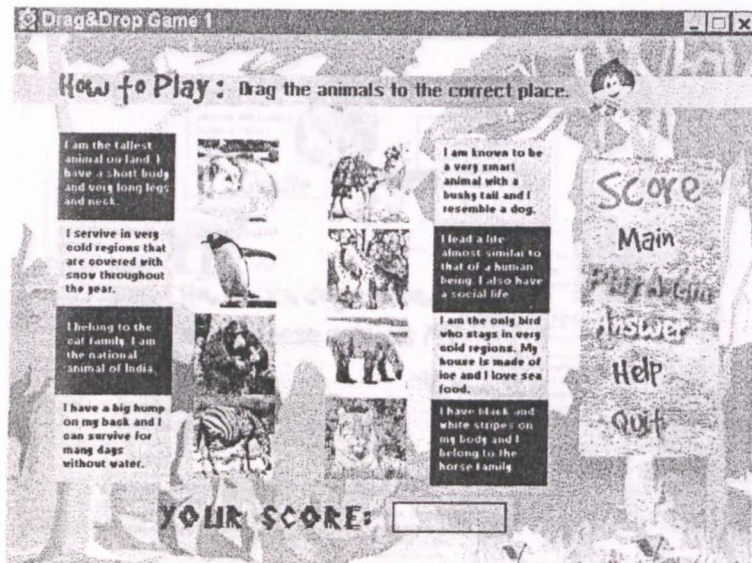 Drag&Drop Game 1
How to Play: Drag the animals to the correct place.
I am the tallest
animal on land. I
have a short body
and very long legs
and neck.
I servive in very
cold regions that
are covered with
snow throughout
the year.
I belong to the
cat family. I am
the national
animal of India.
I have a big hump
on my back and I
can survive for
many days
without water.
I am known to be
a very smart
animal with a
bushy tail and I
resemble a dog.
I lead a life
almost similar to
that of a human
being. I also have
a social life
I am the only bird
who stays in very
cold regions. My
house is made of
ice and I love sea
food.
I have black and
white stripes on
my body and I
belong to the
horse family
Score
Main
Play Again
Answer
Help
Quit
YOUR SCORE: